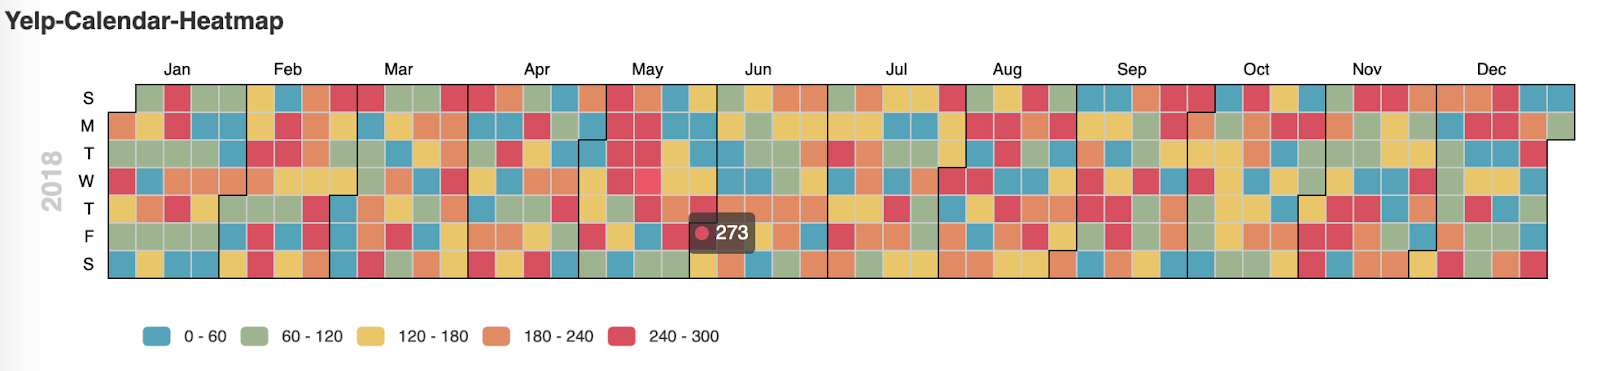 Yelp-Calendar-Heatmap
Jan Feb Mar Apr May Jun Jul Aug Sep Oct Nov Dec
2018
S
M
T
W
T
F
S
273
0 - 60 60 - 120 120 - 180 180 - 240 240 - 300